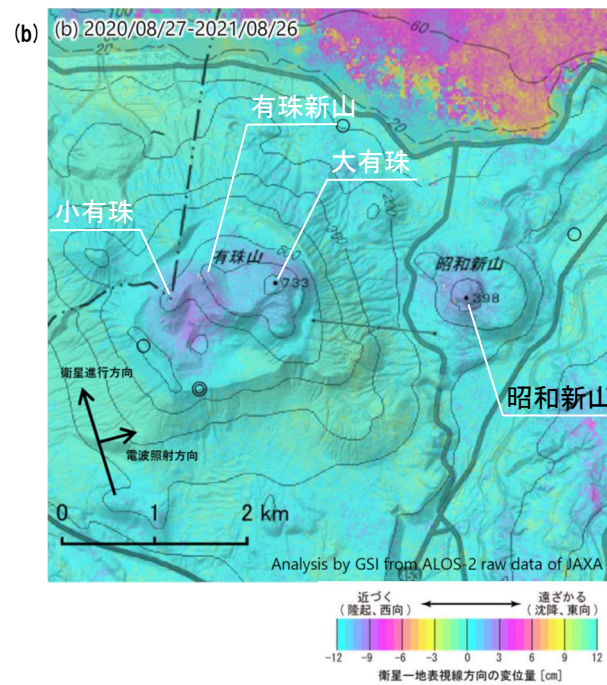 (b)
(b) 2020/08/27-2021/08/26
60
20
20
有珠新山
大有珠
小有珠
有珠山
733
昭和新山
398
昭和新山
衛星進行方向
電波照射方向
0 1 2 km
Analysis by GSI from ALOS-2 raw data of JAXA
453
近づく
(隆起、西向)
遠ざかる
(沈降、東向)
-12 -9 -6 -3 0 3 6 9 12
衛星−地表視線方向の変位量 [cm]